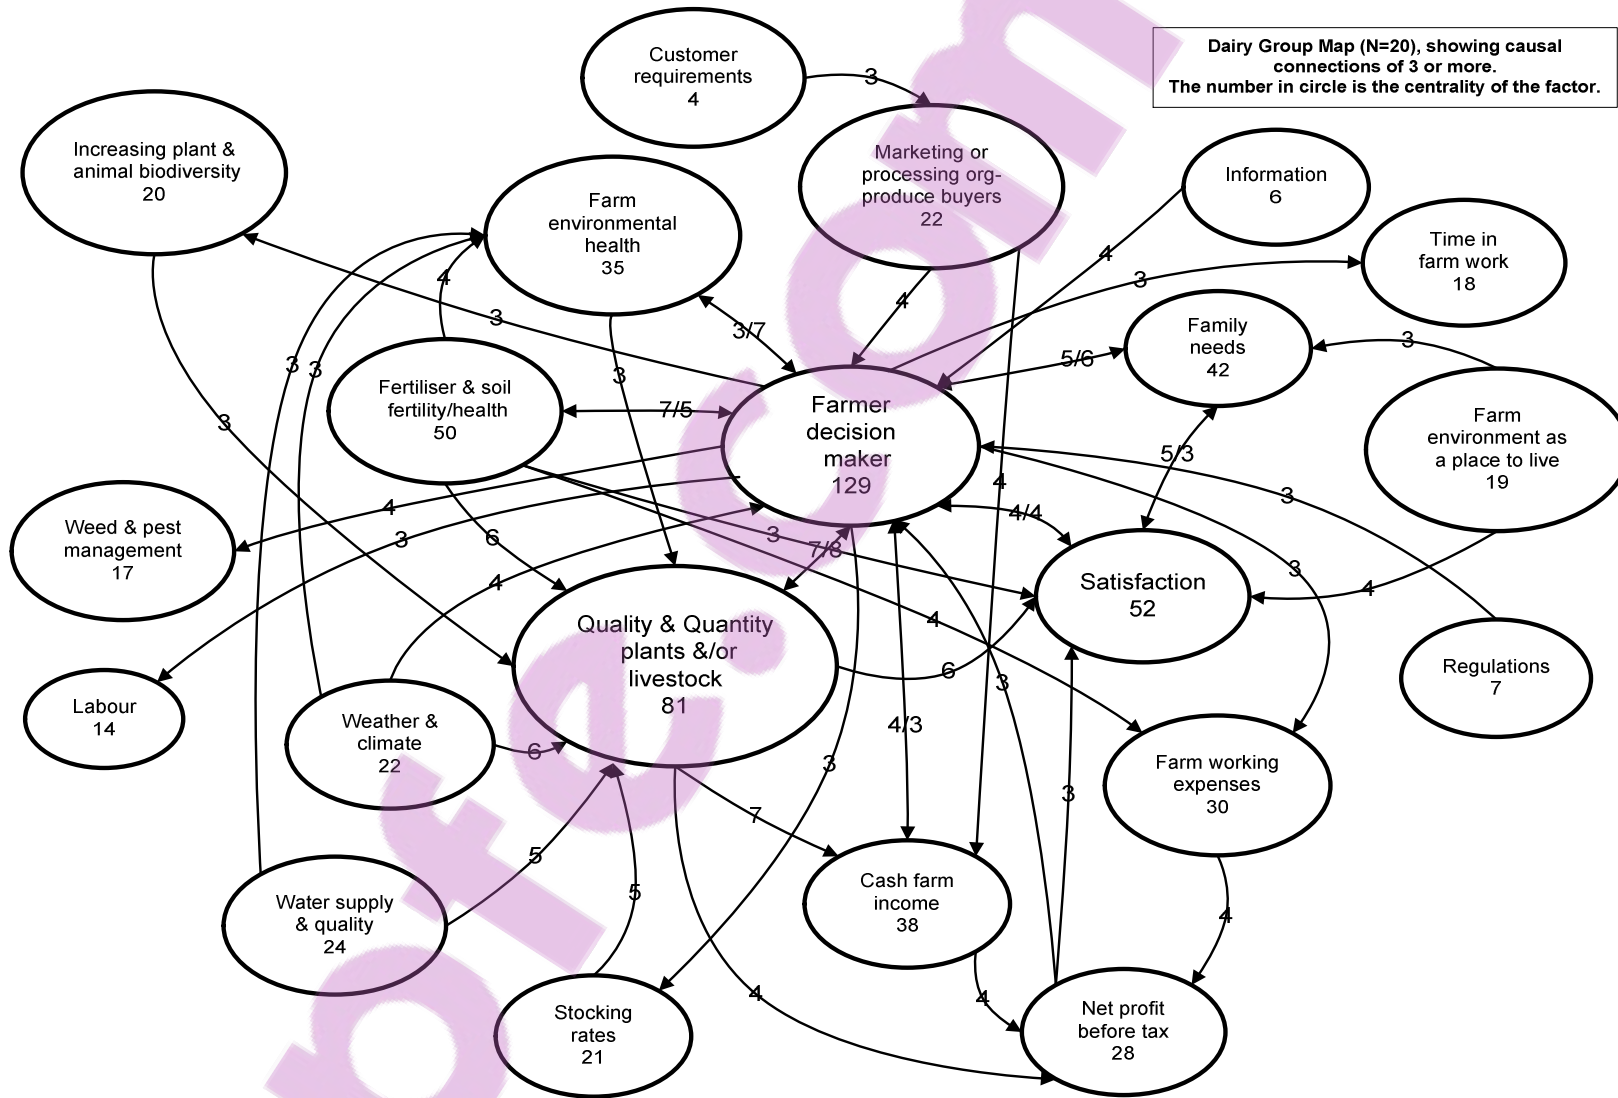 Dairy Group Map (N=20), showing causal
connections of 3 or more.
The number in circle is the centrality of the factor.
Customer
requirements
4
3
Increasing plant &
animal biodiversity
20
Farm
environmental
health
35
Marketing or
processing org-
produce buyers
22
Information
6
Time in
farm work
18
4
3
4
3
4
3/7
3
3
3
3
Family
needs
42
5/6
3
Fertiliser & soil
fertility/health
50
7/5
Farmer
decision
maker
129
Farm
environment as
a place to live
19
3
5/3
4
3
4
3
6
3
7/8
4/4
Weed & pest
management
17
4
3
4
Satisfaction
52
Quality & Quantity
plants &/or
livestock
81
4
6
3
Regulations
7
Labour
14
Weather &
climate
22
6
4/3
3
3
7
Farm working
expenses
30
5
5
Cash farm
income
38
4
Water supply
& quality
24
4
4
Stocking
rates
21
Net profit
before tax
28
pfe.com